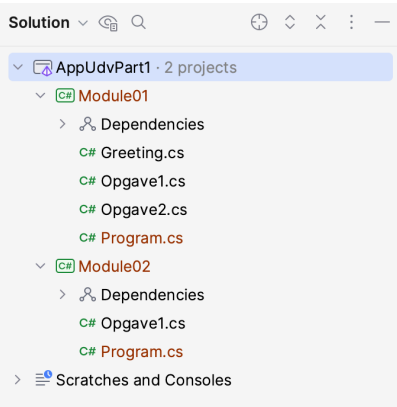 Solution
AppUdvPart1 · 2 projects
C# Module01
Dependencies
C# Greeting.cs
C# Opgave1.cs
C# Opgave2.cs
C# Program.cs
C# Module02
Dependencies
C# Opgave1.cs
C# Program.cs
Scratches and Consoles